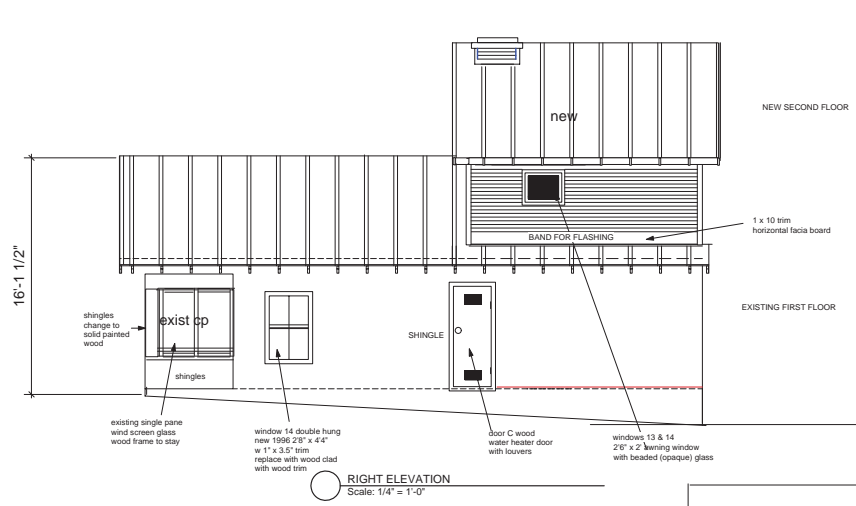 new
NEW SECOND FLOOR
1 x 10 trim
horizontal facia board
BAND FOR FLASHING
16'-1 1/2"
EXISTING FIRST FLOOR
shingles
change to
solid painted
wood
exist cp
SHINGLE
shingles
existing single pane
wind screen glass
wood frame to stay
window 14 double hung
new 1996 2'8" x 4'4"
w 1" x 3.5" trim
replace with wood clad
with wood trim
door C wood
water heater door
with louvers
windows 13 & 14
2'6" x 2' awning window
with beaded (opaque) glass
RIGHT ELEVATION
Scale: 1/4" = 1'-0"